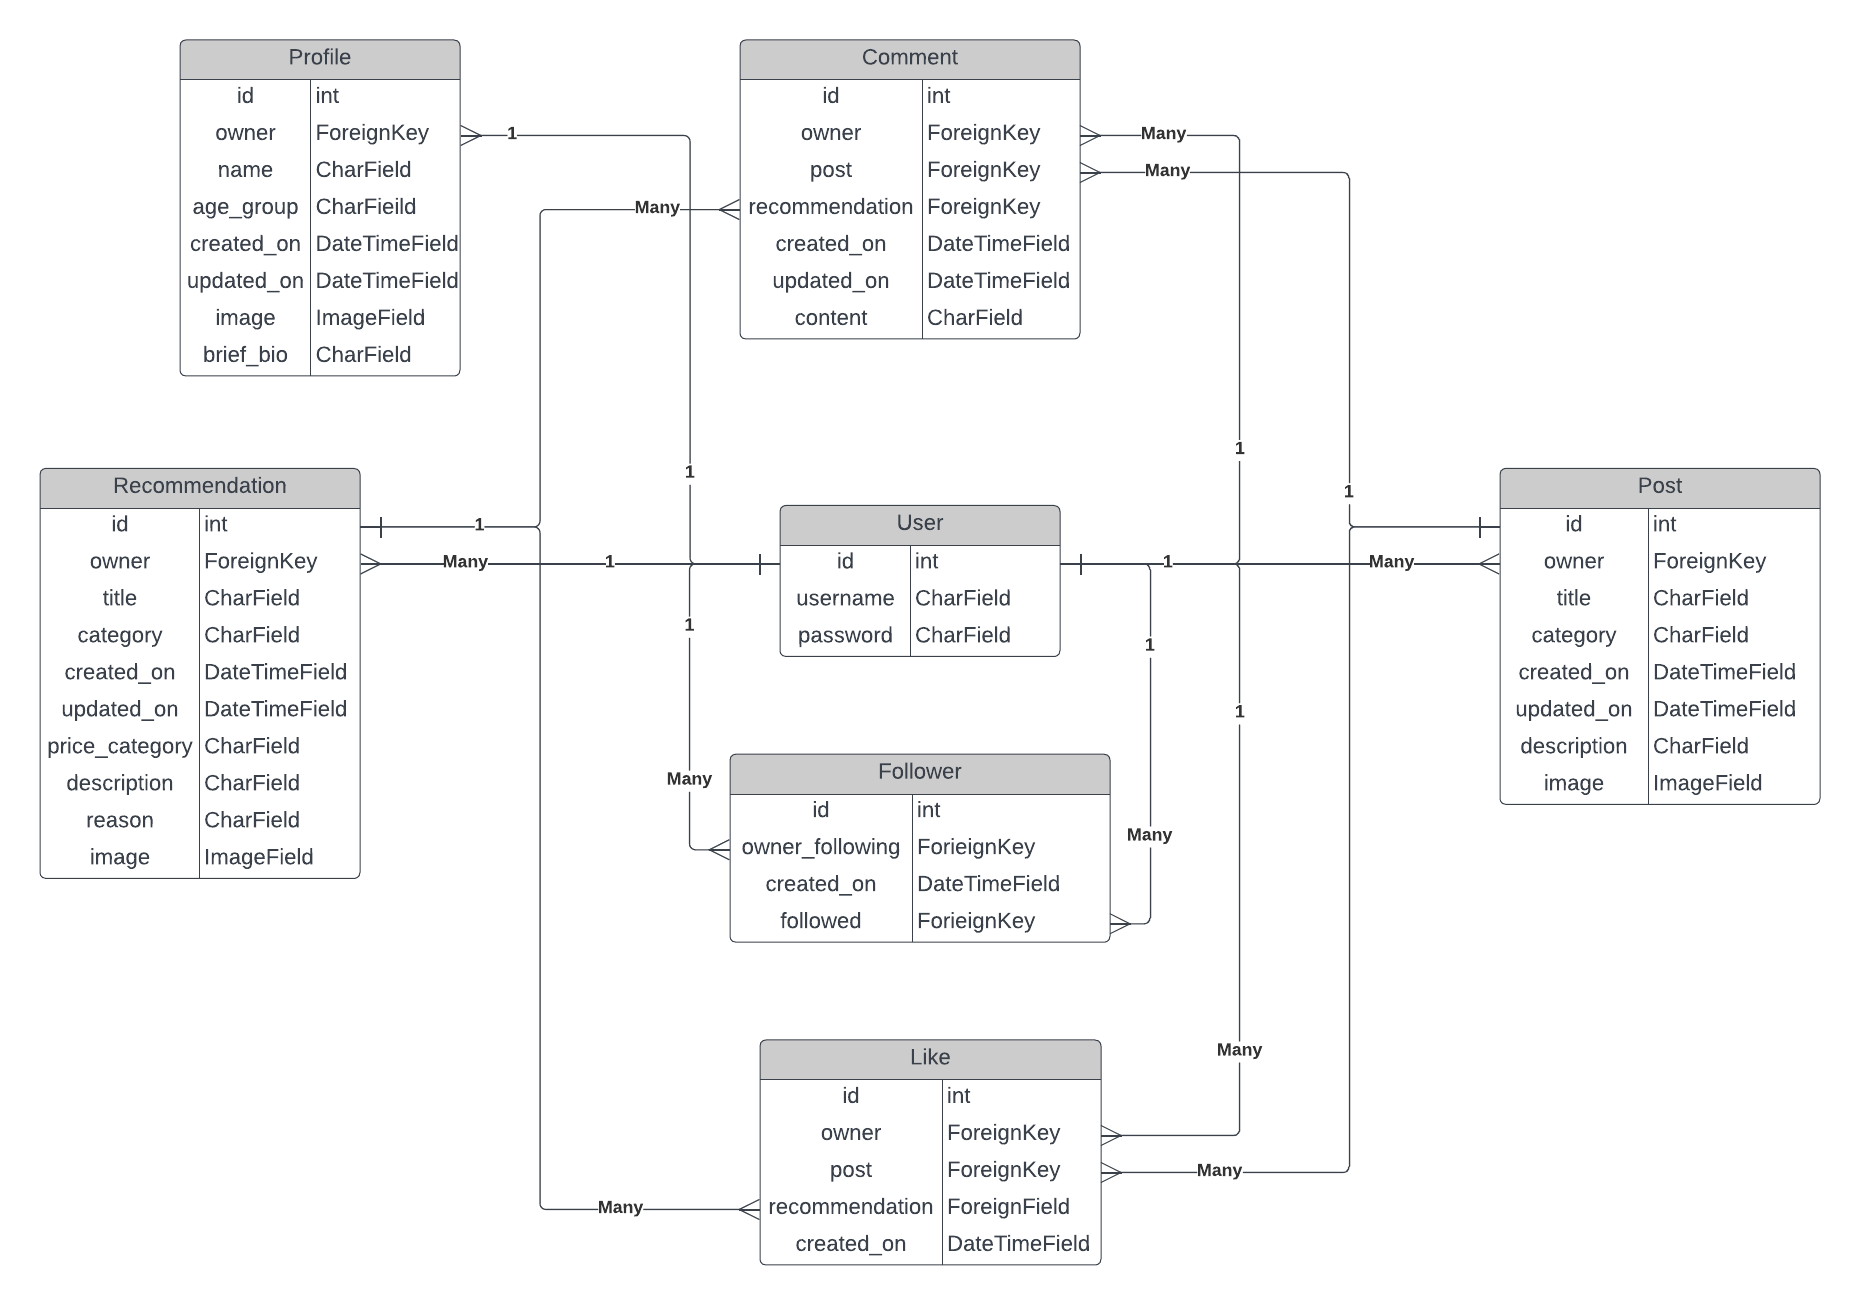 Profile
id int
owner ForeignKey
name CharField
age_group CharFieild
created_on DateTimeField
updated_on DateTimeField
image ImageField
brief_bio CharField
1
1
Comment
id int
owner ForeignKey
post ForeignKey
recommendation ForeignKey
created_on DateTimeField
updated_on DateTimeField
content CharField
Many
Many
Many
1
1
Recommendation
id int
owner ForeignKey
title CharField
category CharField
created_on DateTimeField
updated_on DateTimeField
price_category CharField
description CharField
reason CharField
image ImageField
1
Many
1
User
id int
username CharField
password CharField
1
Many
Post
id int
owner ForeignKey
title CharField
category CharField
created_on DateTimeField
updated_on DateTimeField
description CharField
image ImageField
1
1
1
Many
Many
Follower
id int
owner_following ForieignKey
created_on DateTimeField
followed ForieignKey
Many
Like
id int
owner ForeignKey
post ForeignKey
recommendation ForeignField
created_on DateTimeField
Many
Many